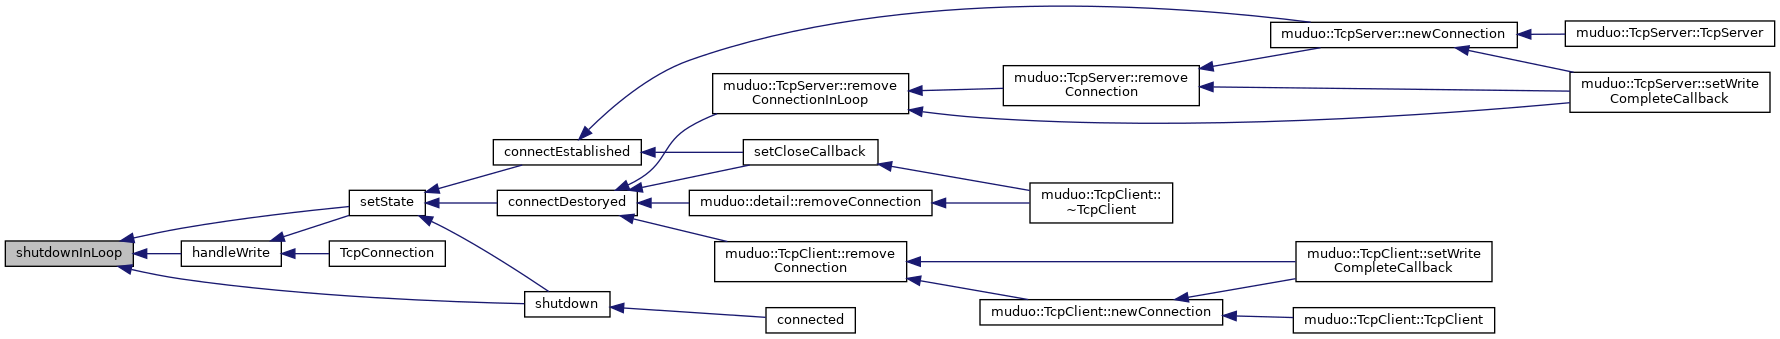 muduo::TcpServer::newConnection
muduo::TcpServer::TcpServer
muduo::TcpServer::remove
ConnectionInLoop
muduo::TcpServer::remove
Connection
muduo::TcpServer::setWrite
CompleteCallback
connectEstablished
setCloseCallback
setState
connectDestoryed
muduo::detail::removeConnection
muduo::TcpClient::
~TcpClient
shutdownInLoop
handleWrite
TcpConnection
muduo::TcpClient::remove
Connection
muduo::TcpClient::setWrite
CompleteCallback
shutdown
connected
muduo::TcpClient::newConnection
muduo::TcpClient::TcpClient